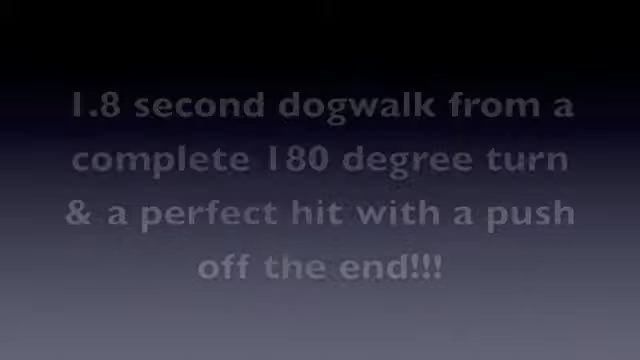 1.8 second dogwalk from a
complete 180 degree turn
& a perfect hit with a push
off the end!!!